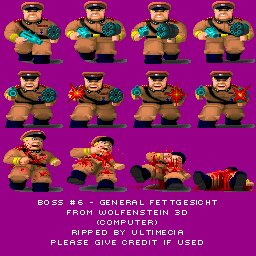 BOSS #6 - GENERAL FETTGESICHT
FROM WOLFENSTEIN 3D
(COMPUTER)
RIPPED BY ULTIMECIA
PLEASE GIVE CREDIT IF USED